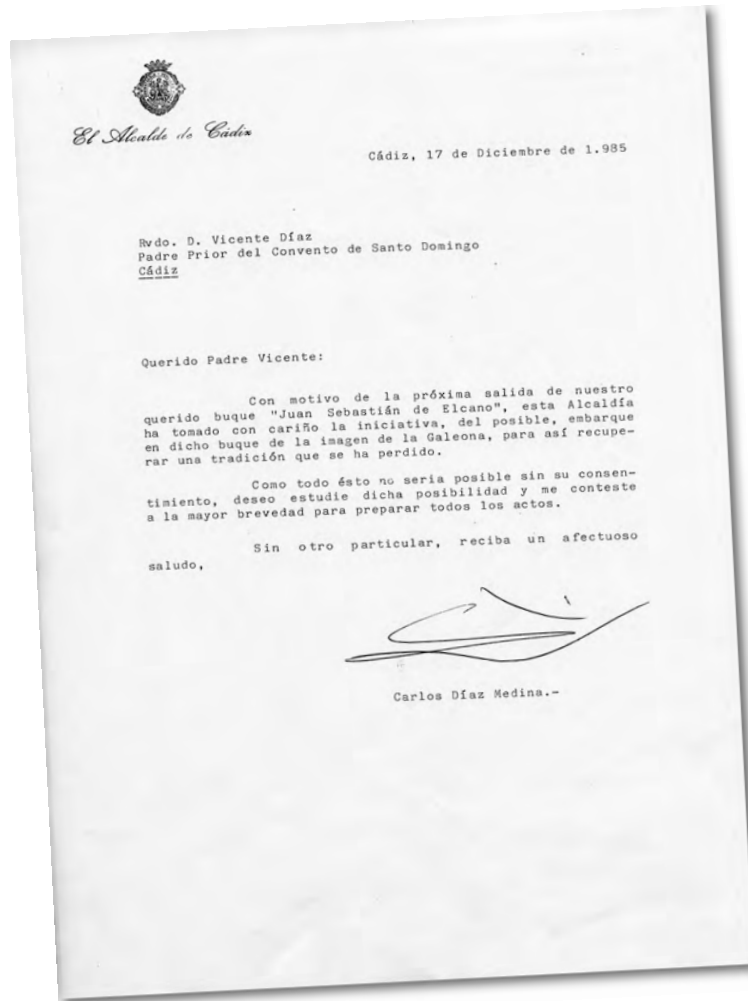 El Alcalde de Cádiz
Cádiz, 17 de Diciembre de 1.985
Rvdo. D. Vicente Díaz
Padre Prior del Convento de Santo Domingo
Cádiz
Querido Padre Vicente:
Con motivo de la próxima salida de nuestro
querido buque "Juan Sebastián de Elcano", esta Alcaldía
ha tomado con cariño la iniciativa, del posible, embarque
en dicho buque de la imagen de la Galeona, para así recupe-
rar una tradición que se ha perdido.
Como todo ésto no seria posible sin su consen-
timiento, deseo estudie dicha posibilidad y me conteste
a la mayor brevedad para preparar todos los actos.
Sin otro particular, reciba un afectuoso
saludo,
Carlos Díaz Medina.-